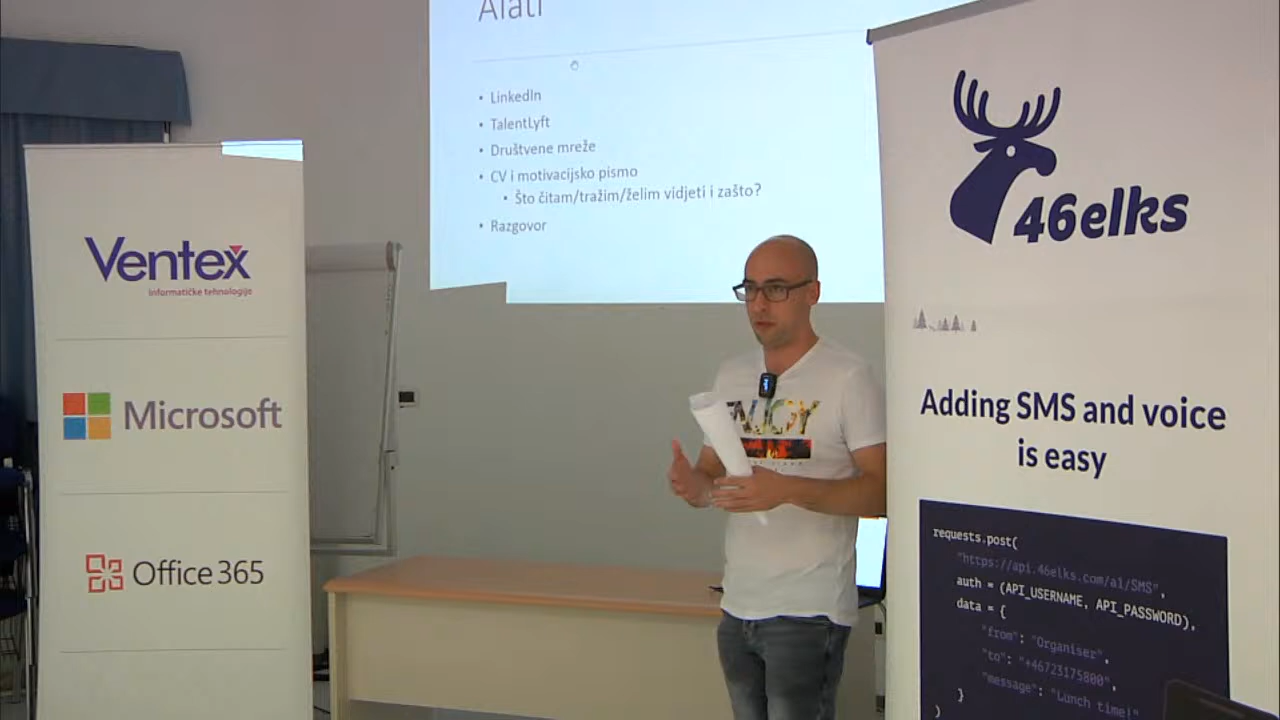 Alati
• LinkedIn
• TalentLyft
• Društvene mreže
• CV i motivacijsko pismo
• Što čitam/tražim/želim vidjeti i zašto?
• Razgovor
Ventex
informatičke tehnologije
Microsoft
Office 365
ENJOY
46elks
Adding SMS and voice
is easy
requests.post(
"https://api.46elks.com/a1/SMS",
auth = (API_USERNAME, API_PASSWORD),
data = {
"from": "Organiser",
"to": "+46723175800",
"message": "Lunch time!"
}
)